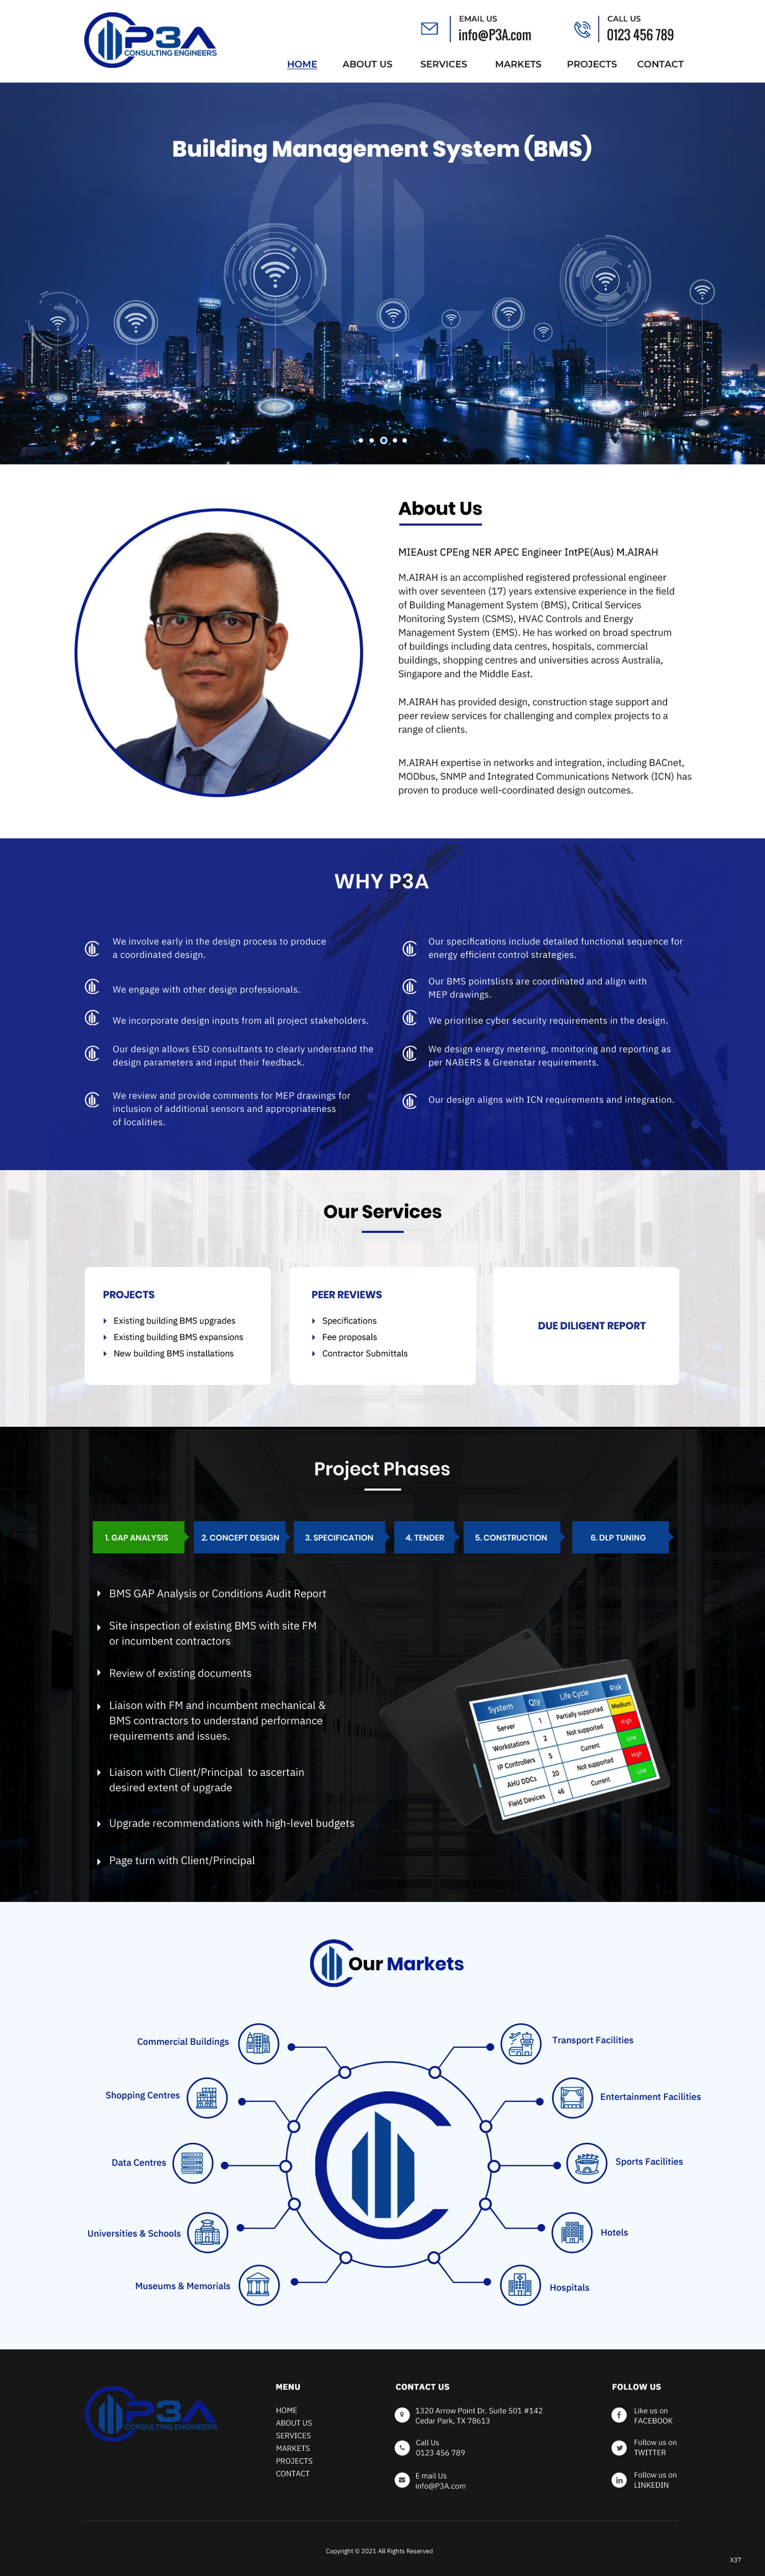 P3A
CONSULTING ENGINEERS
EMAIL US
info@P3A.com
CALL US
0123 456 789
HOME
ABOUT US
SERVICES
MARKETS
PROJECTS
CONTACT
Building Management System (BMS)
About Us
MIEAust CPEng NER APEC Engineer IntPE(Aus) M.AIRAH
M.AIRAH is an accomplished registered professional engineer
with over seventeen (17) years extensive experience in the field
of Building Management System (BMS), Critical Services
Monitoring System (CSMS), HVAC Controls and Energy
Management System (EMS). He has worked on broad spectrum
of buildings including data centres, hospitals, commercial
buildings, shopping centres and universities across Australia,
Singapore and the Middle East.
M.AIRAH has provided design, construction stage support and
peer review services for challenging and complex projects to a
range of clients.
M.AIRAH expertise in networks and integration, including BACnet,
MODbus, SNMP and Integrated Communications Network (ICN) has
proven to produce well-coordinated design outcomes.
WHY P3A
We involve early in the design process to produce
a coordinated design.
We engage with other design professionals.
We incorporate design inputs from all project stakeholders.
Our design allows ESD consultants to clearly understand the
design parameters and input their feedback.
We review and provide comments for MEP drawings for
inclusion of additional sensors and appropriateness
of localities.
Our specifications include detailed functional sequence for
energy efficient control strategies.
Our BMS pointslists are coordinated and align with
MEP drawings.
We prioritise cyber security requirements in the design.
We design energy metering, monitoring and reporting as
per NABERS & Greenstar requirements.
Our design aligns with ICN requirements and integration.
Our Services
PROJECTS
Existing building BMS upgrades
Existing building BMS expansions
New building BMS installations
PEER REVIEWS
Specifications
Fee proposals
Contractor Submittals
DUE DILIGENT REPORT
Project Phases
1. GAP ANALYSIS
2. CONCEPT DESIGN
3. SPECIFICATION
4. TENDER
5. CONSTRUCTION
6. DLP TUNING
BMS GAP Analysis or Conditions Audit Report
Site inspection of existing BMS with site FM
or incumbent contractors
Review of existing documents
Liaison with FM and incumbent mechanical &
BMS contractors to understand performance
requirements and issues.
Liaison with Client/Principal to ascertain
desired extent of upgrade
Upgrade recommendations with high-level budgets
Page turn with Client/Principal
System Qty Life Cycle Risk
Server 1 Partially supported Medium
Workstations 2 Not supported High
IP Controllers 5 Current Low
AHU DDCs 20 Not supported High
Field Devices 46 Current Low
Our Markets
Commercial Buildings
Shopping Centres
Data Centres
Universities & Schools
Museums & Memorials
Transport Facilities
Entertainment Facilities
Sports Facilities
Hotels
Hospitals
P3A
CONSULTING ENGINEERS
MENU
HOME
ABOUT US
SERVICES
MARKETS
PROJECTS
CONTACT
CONTACT US
1320 Arrow Point Dr. Suite 501 #142
Cedar Park, TX 78613
Call Us
0123 456 789
E mail Us
info@P3A.com
FOLLOW US
Like us on
FACEBOOK
Follow us on
TWITTER
Follow us on
LINKEDIN
Copyright © 2021 All Rights Reserved
X37